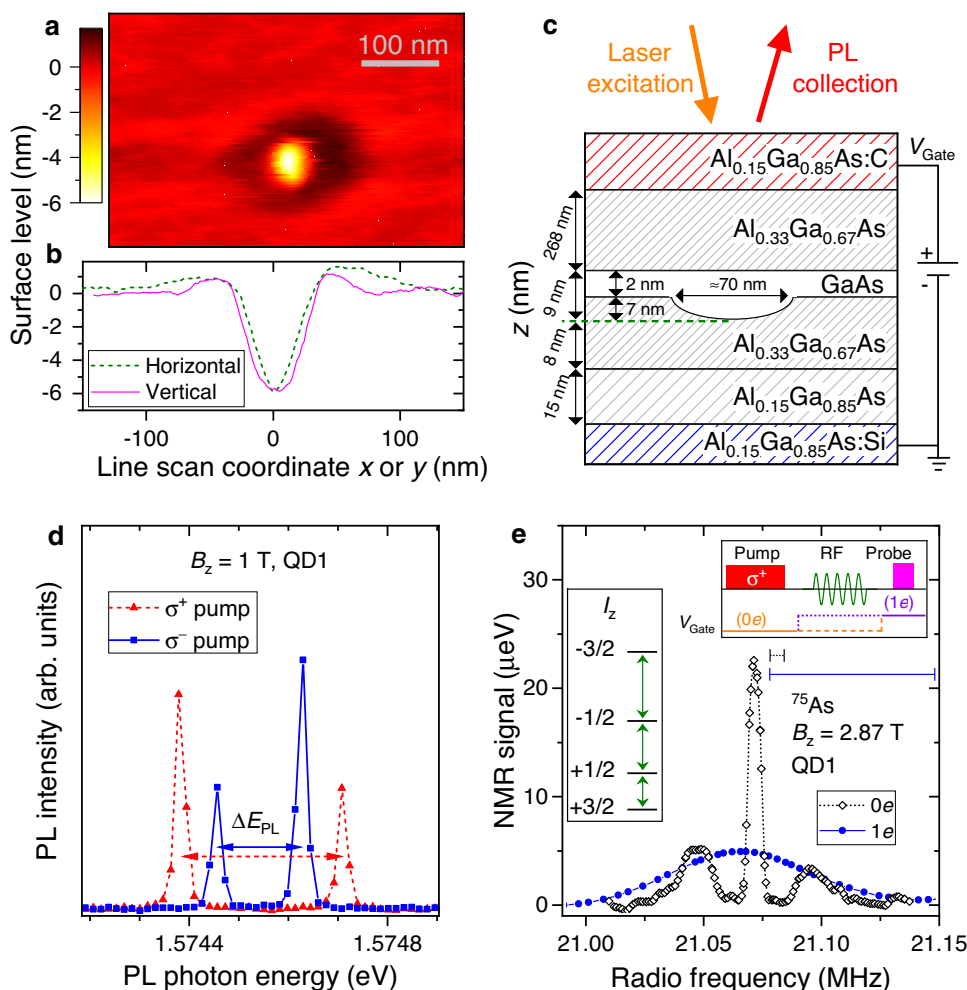 a
100 nm
0
-2
-4
-6
Surface level (nm)
b
0
-2
-4
-6
Horizontal
Vertical
-100
0
100
Line scan coordinate x or y (nm)
c
Laser
excitation
PL
collection
Al0.15Ga0.85As:C
VGate
268 nm
Al0.33Ga0.67As
+
-
z (nm)
9 nm
2 nm
≈70 nm
GaAs
7 nm
8 nm
Al0.33Ga0.67As
15 nm
Al0.15Ga0.85As
Al0.15Ga0.85As:Si
d
Bz = 1 T, QD1
σ+ pump
σ− pump
ΔEPL
PL intensity (arb. units)
1.5744
1.5748
PL photon energy (eV)
e
30
20
10
0
NMR signal (μeV)
Pump
RF
Probe
σ+
(1e)
VGate
(0e)
Iz
-3/2
-1/2
+1/2
+3/2
75As
Bz = 2.87 T
QD1
0e
1e
21.00
21.05
21.10
21.15
Radio frequency (MHz)